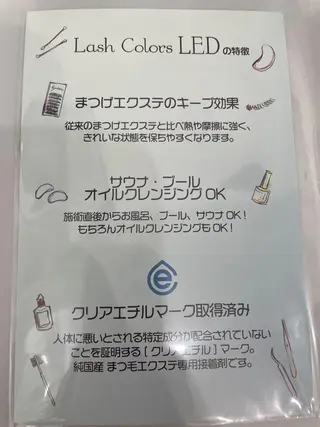 Lash Colors LED の特徴
まつげエクステのキープ効果
従来のまつげエクステと比べ熱や摩擦に強く、
きれいな状態を保ちやすくなります。
サウナ・プール
オイルクレンジングOK
施術直後からお風呂、プール、サウナOK!
もちろんオイルクレンジングもOK!
クリアエチルマーク取得済み
人体に悪いとされる特定成分が配合されていない
ことを証明する[クリアエチル]マーク。
純国産 まつ毛エクステ専用接着剤です。